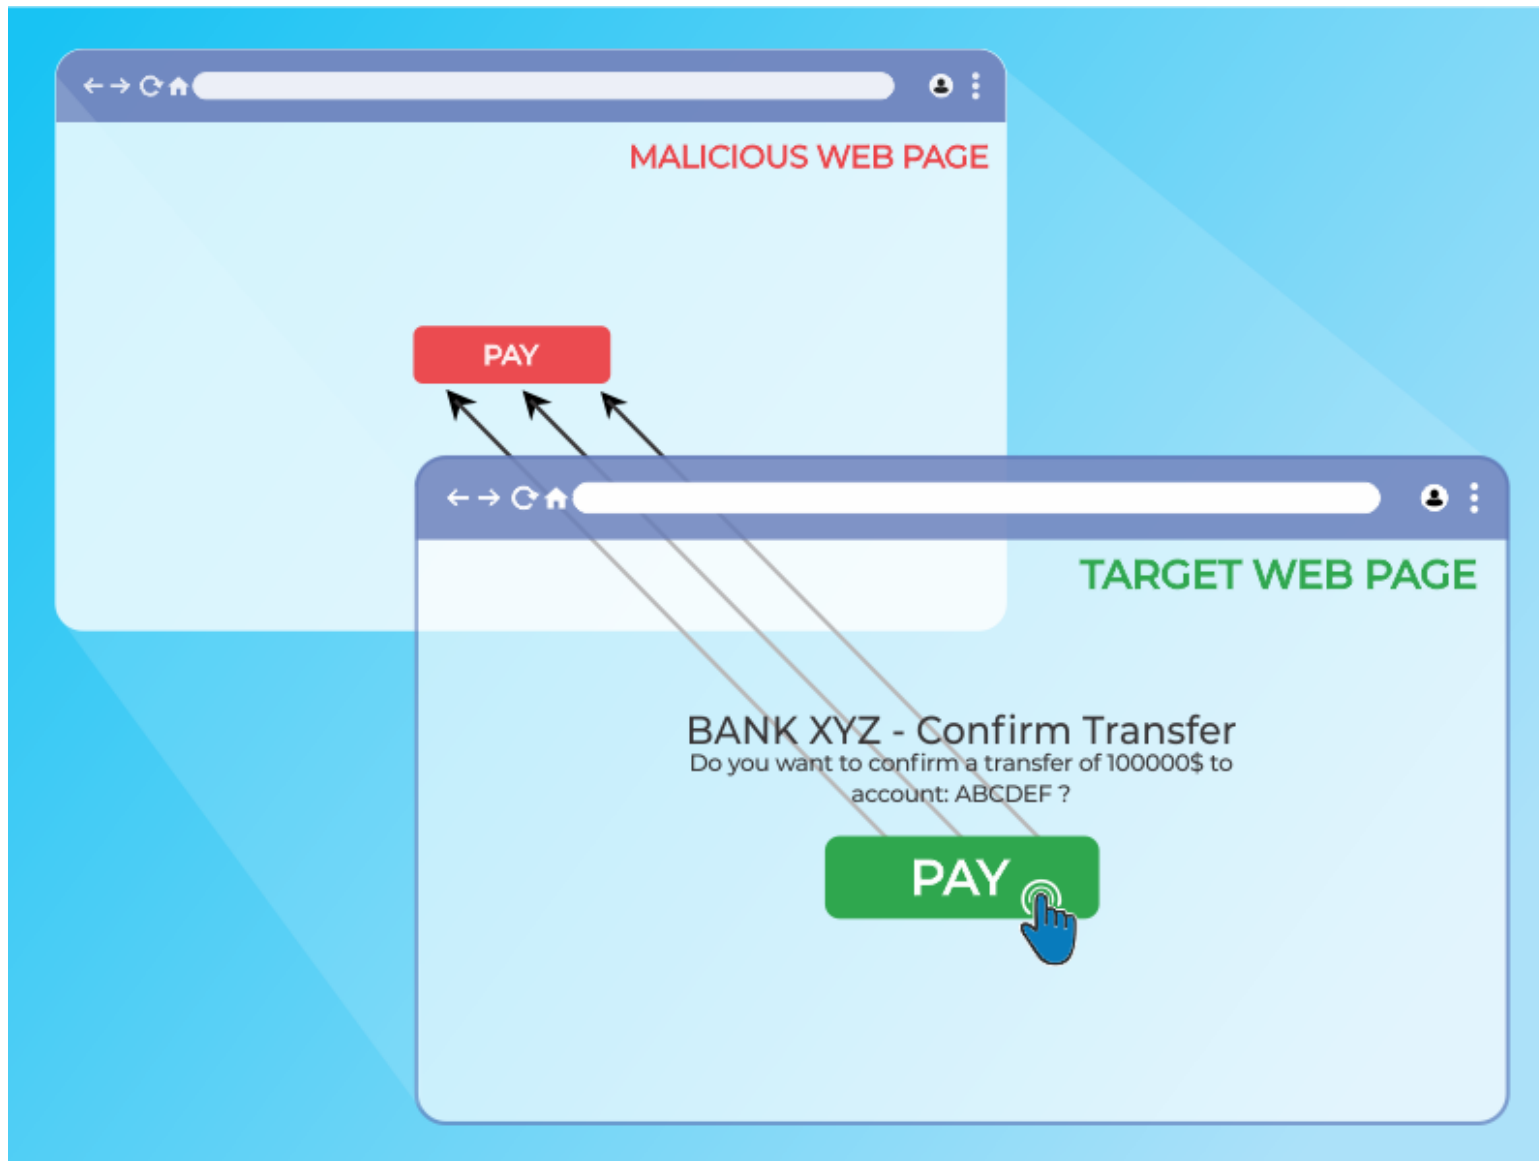 MALICIOUS WEB PAGE
PAY
TARGET WEB PAGE
BANK XYZ - Confirm Transfer
Do you want to confirm a transfer of 100000$ to
account: ABCDEF ?
PAY